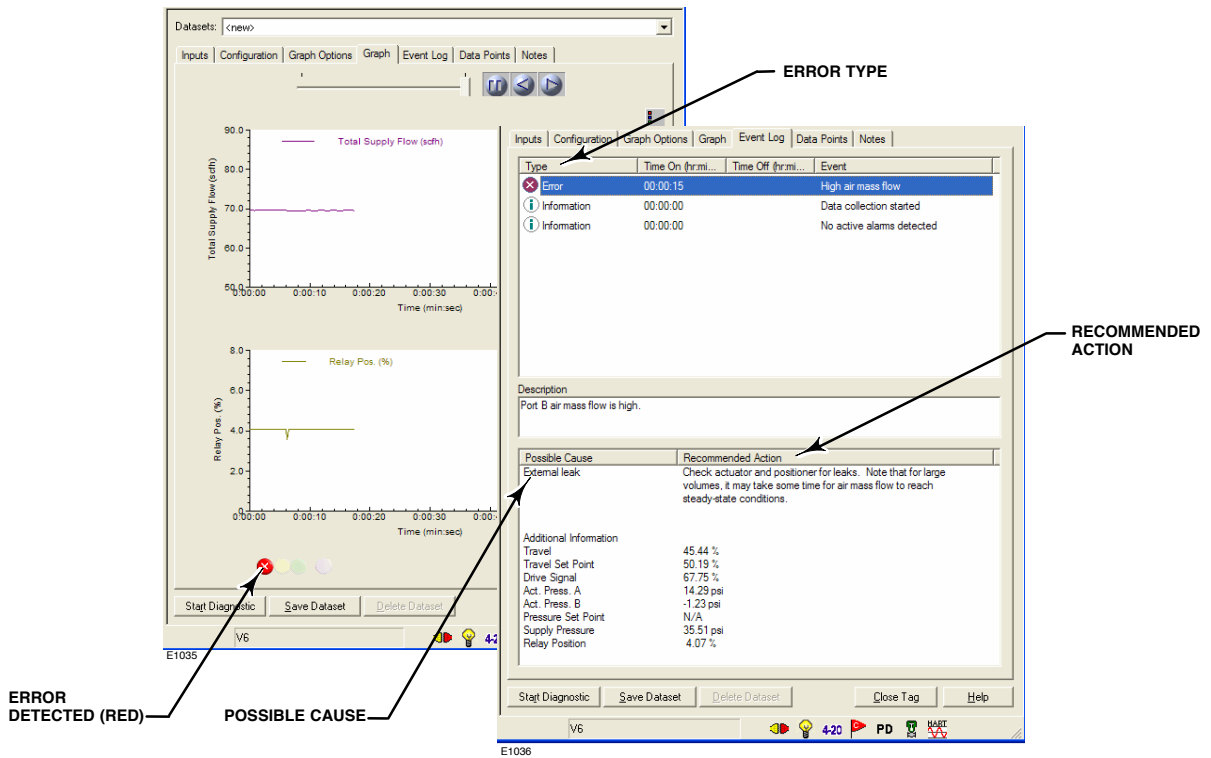 Datasets: <new>
Inputs Configuration Graph Options Graph Event Log Data Points Notes
90.0
80.0
70.0
60.0
50.0
Total Supply Flow (scfh)
Total Supply Flow (scfh)
0:00:00 0:00:10 0:00:20 0:00:30 0:00:
Time (min:sec)
8.0
6.0
4.0
2.0
0
Relay Pos. (%)
Relay Pos. (%)
0:00:00 0:00:10 0:00:20 0:00:30 0:00:
Time (min:sec)
Start Diagnostic Save Dataset Delete Dataset
V6 4-2
E1035
ERROR TYPE
Inputs Configuration Graph Options Graph Event Log Data Points Notes
Type Time On (hr:mi... Time Off (hr:mi... Event
Error 00:00:15 High air mass flow
Information 00:00:00 Data collection started
Information 00:00:00 No active alarms detected
RECOMMENDED
ACTION
Description
Port B air mass flow is high.
Possible Cause Recommended Action
External leak Check actuator and positioner for leaks. Note that for large
volumes, it may take some time for air mass flow to reach
steady-state conditions.
Additional Information
Travel 45.44 %
Travel Set Point 50.19 %
Drive Signal 67.75 %
Act. Press. A 14.29 psi
Act. Press. B -1.23 psi
Pressure Set Point N/A
Supply Pressure 35.51 psi
Relay Position 4.07 %
Start Diagnostic Save Dataset Delete Dataset Close Tag Help
V6 4-20 C PD HART
E1036
ERROR
DETECTED (RED)
POSSIBLE CAUSE